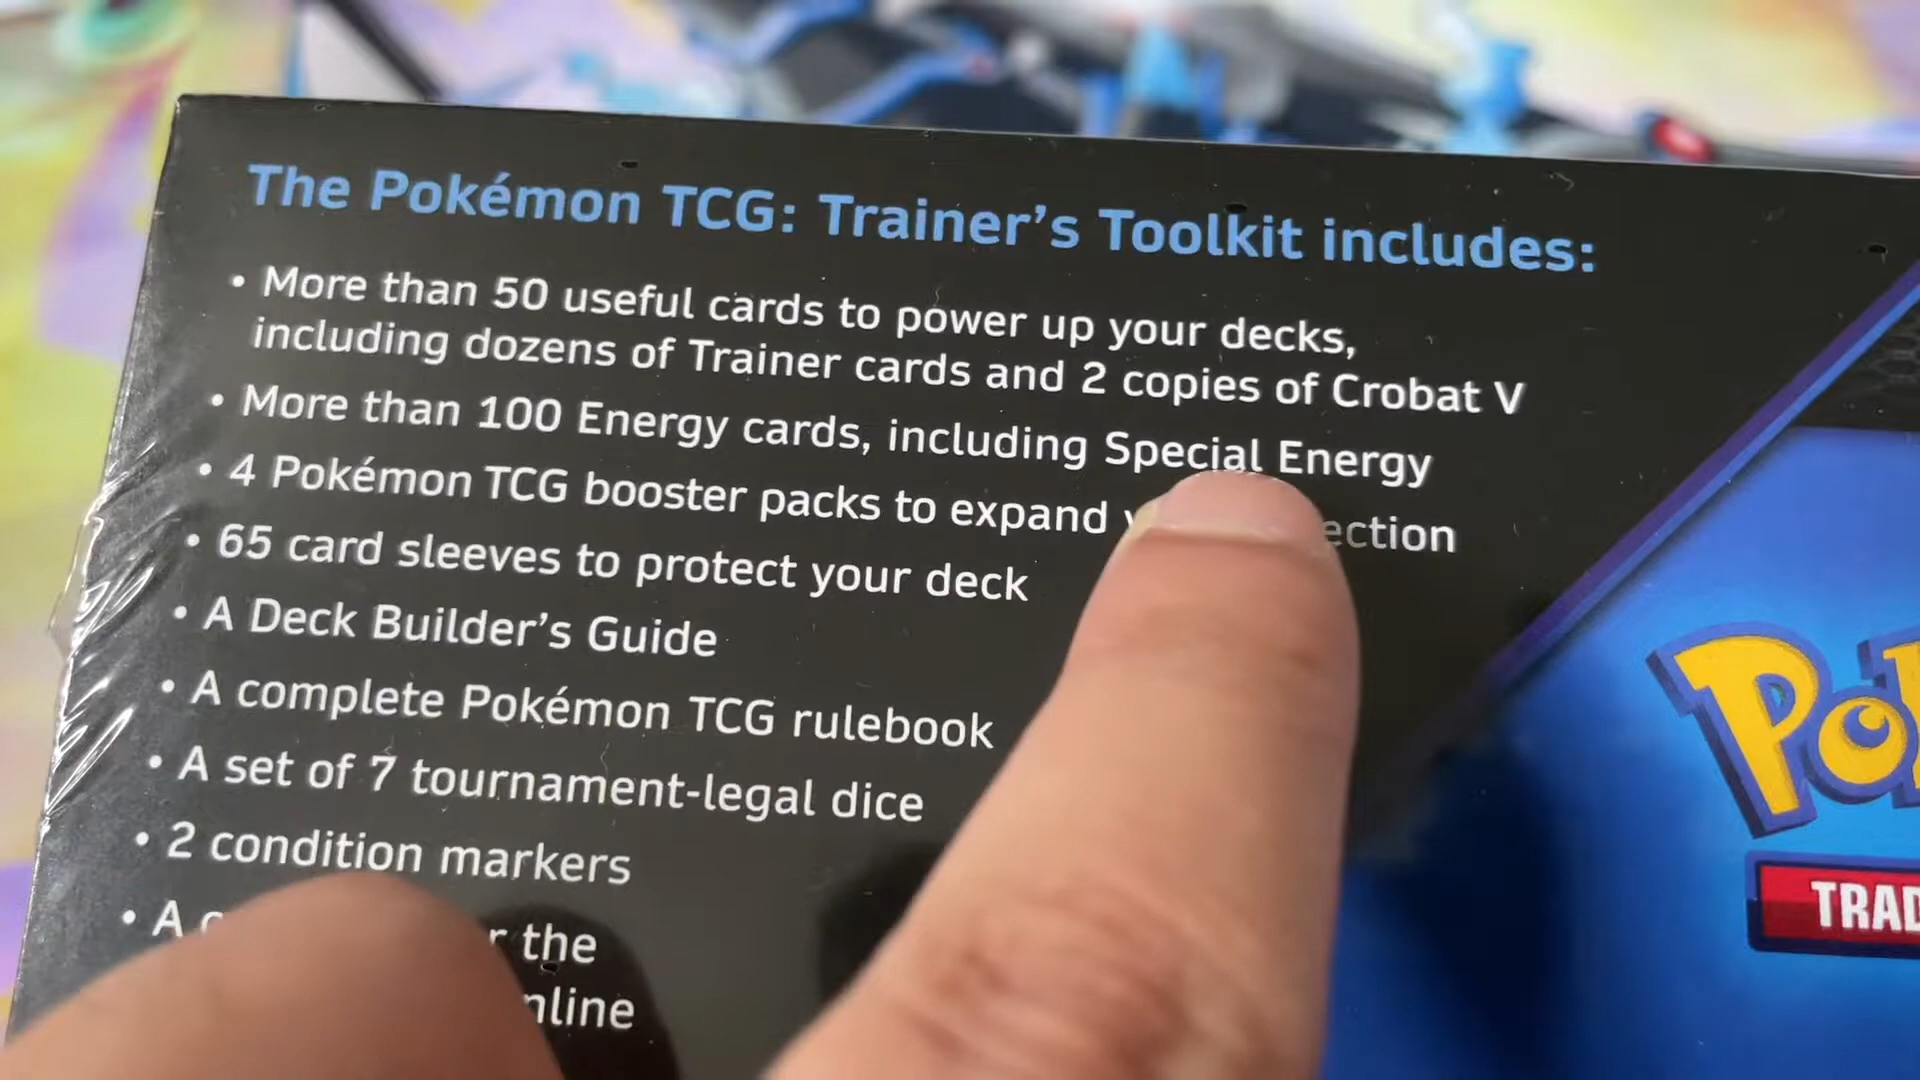 The Pokémon TCG: Trainer's Toolkit includes:
• More than 50 useful cards to power up your decks,
including dozens of Trainer cards and 2 copies of Crobat V
• More than 100 Energy cards, including Special Energy
• 4 Pokémon TCG booster packs to expand
• 65 card sleeves to protect your deck
• A Deck Builder's Guide
• A complete Pokémon TCG rulebook
• A set of 7 tournament-legal dice
• 2 condition markers
• A the